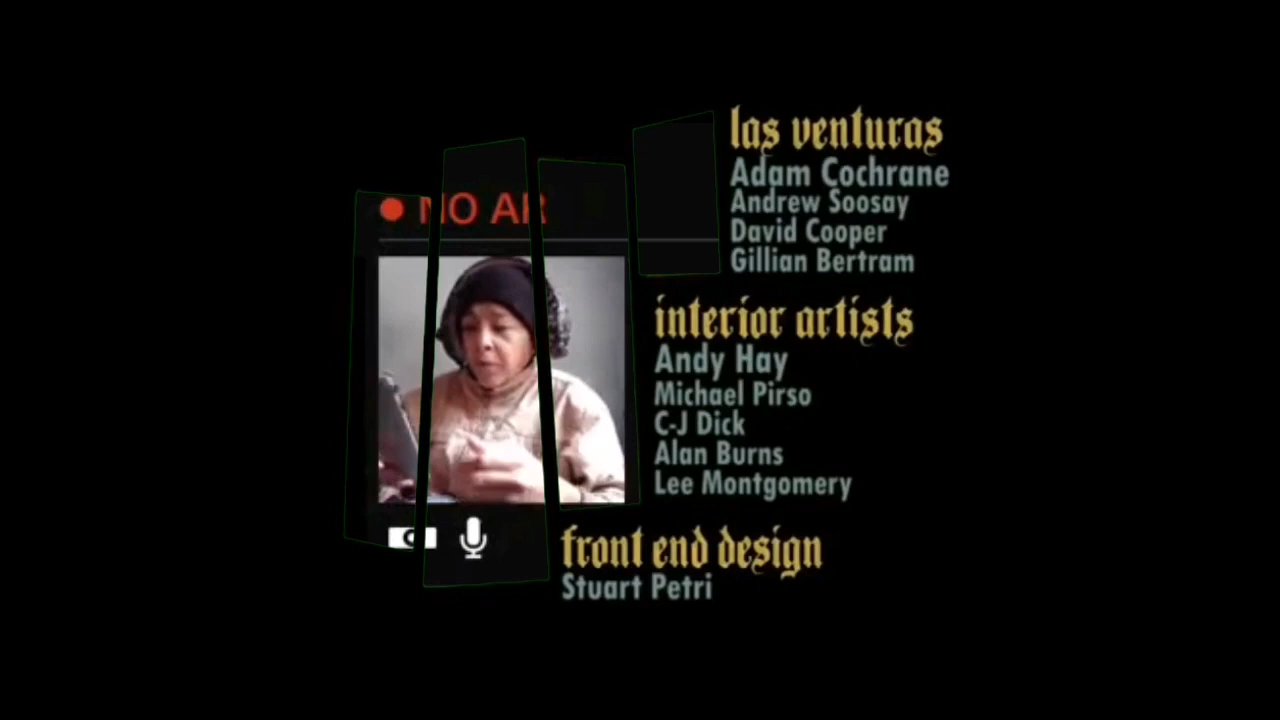 NO AR
las venturas
Adam Cochrane
Andrew Soosay
David Cooper
Gillian Bertram
interior artists
Andy Hay
Michael Pirso
C-J Dick
Alan Burns
Lee Montgomery
front end design
Stuart Petri